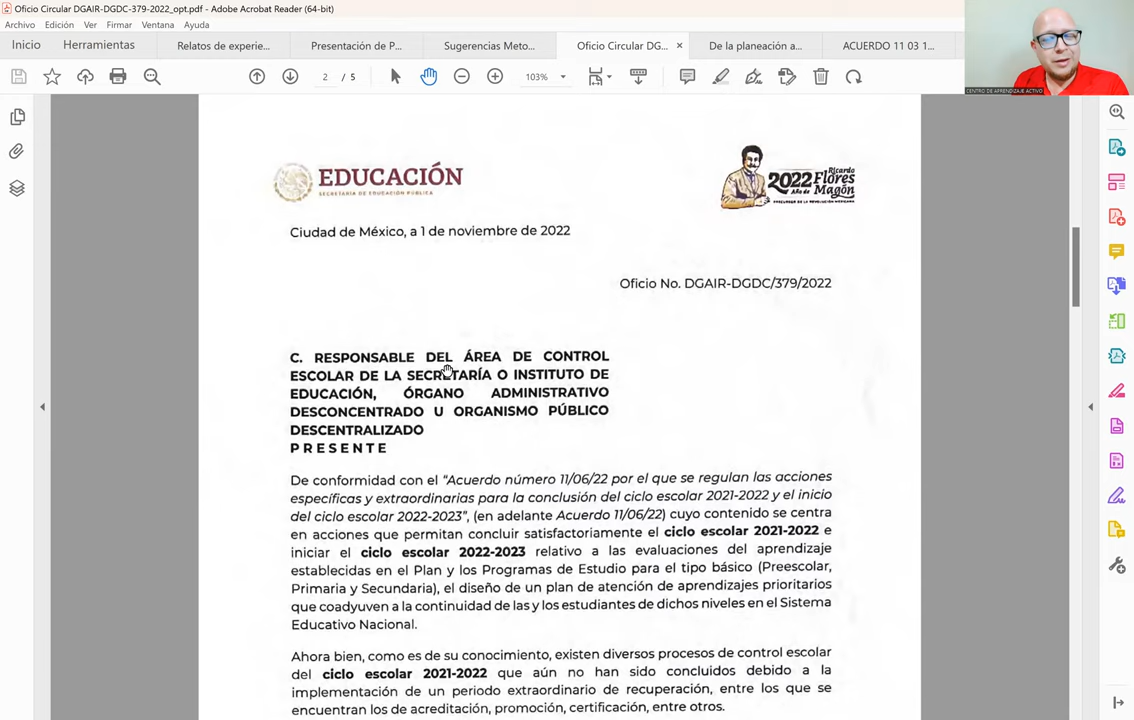 Oficio Circular DGAIR-DGDC-379-2022_opt.pdf - Adobe Acrobat Reader (64-bit)
Archivo Edición Ver Firmar Ventana Ayuda
Inicio Herramientas Relatos de experie... Presentación de P... Sugerencias Meto... Oficio Circular DG... × De la planeación a... ACUERDO 11 03 1...
2 / 5 103%
CENTRO DE APRENDIZAJE ACTIVO
EDUCACIÓN
SECRETARÍA DE EDUCACIÓN PÚBLICA
2022 Ricardo
Flores
Año de Magón
PRECURSOR DE LA REVOLUCIÓN MEXICANA
Ciudad de México, a 1 de noviembre de 2022
Oficio No. DGAIR-DGDC/379/2022
C. RESPONSABLE DEL ÁREA DE CONTROL
ESCOLAR DE LA SECRETARÍA O INSTITUTO DE
EDUCACIÓN, ÓRGANO ADMINISTRATIVO
DESCONCENTRADO U ORGANISMO PÚBLICO
DESCENTRALIZADO
P R E S E N T E
De conformidad con el "Acuerdo número 11/06/22 por el que se regulan las acciones
específicas y extraordinarias para la conclusión del ciclo escolar 2021-2022 y el inicio
del ciclo escolar 2022-2023", (en adelante Acuerdo 11/06/22) cuyo contenido se centra
en acciones que permitan concluir satisfactoriamente el ciclo escolar 2021-2022 e
iniciar el ciclo escolar 2022-2023 relativo a las evaluaciones del aprendizaje
establecidas en el Plan y los Programas de Estudio para el tipo básico (Preescolar,
Primaria y Secundaria), el diseño de un plan de atención de aprendizajes prioritarios
que coadyuven a la continuidad de las y los estudiantes de dichos niveles en el Sistema
Educativo Nacional.
Ahora bien, como es de su conocimiento, existen diversos procesos de control escolar
del ciclo escolar 2021-2022 que aún no han sido concluidos debido a la
implementación de un periodo extraordinario de recuperación, entre los que se
encuentran los de acreditación, promoción, certificación, entre otros.